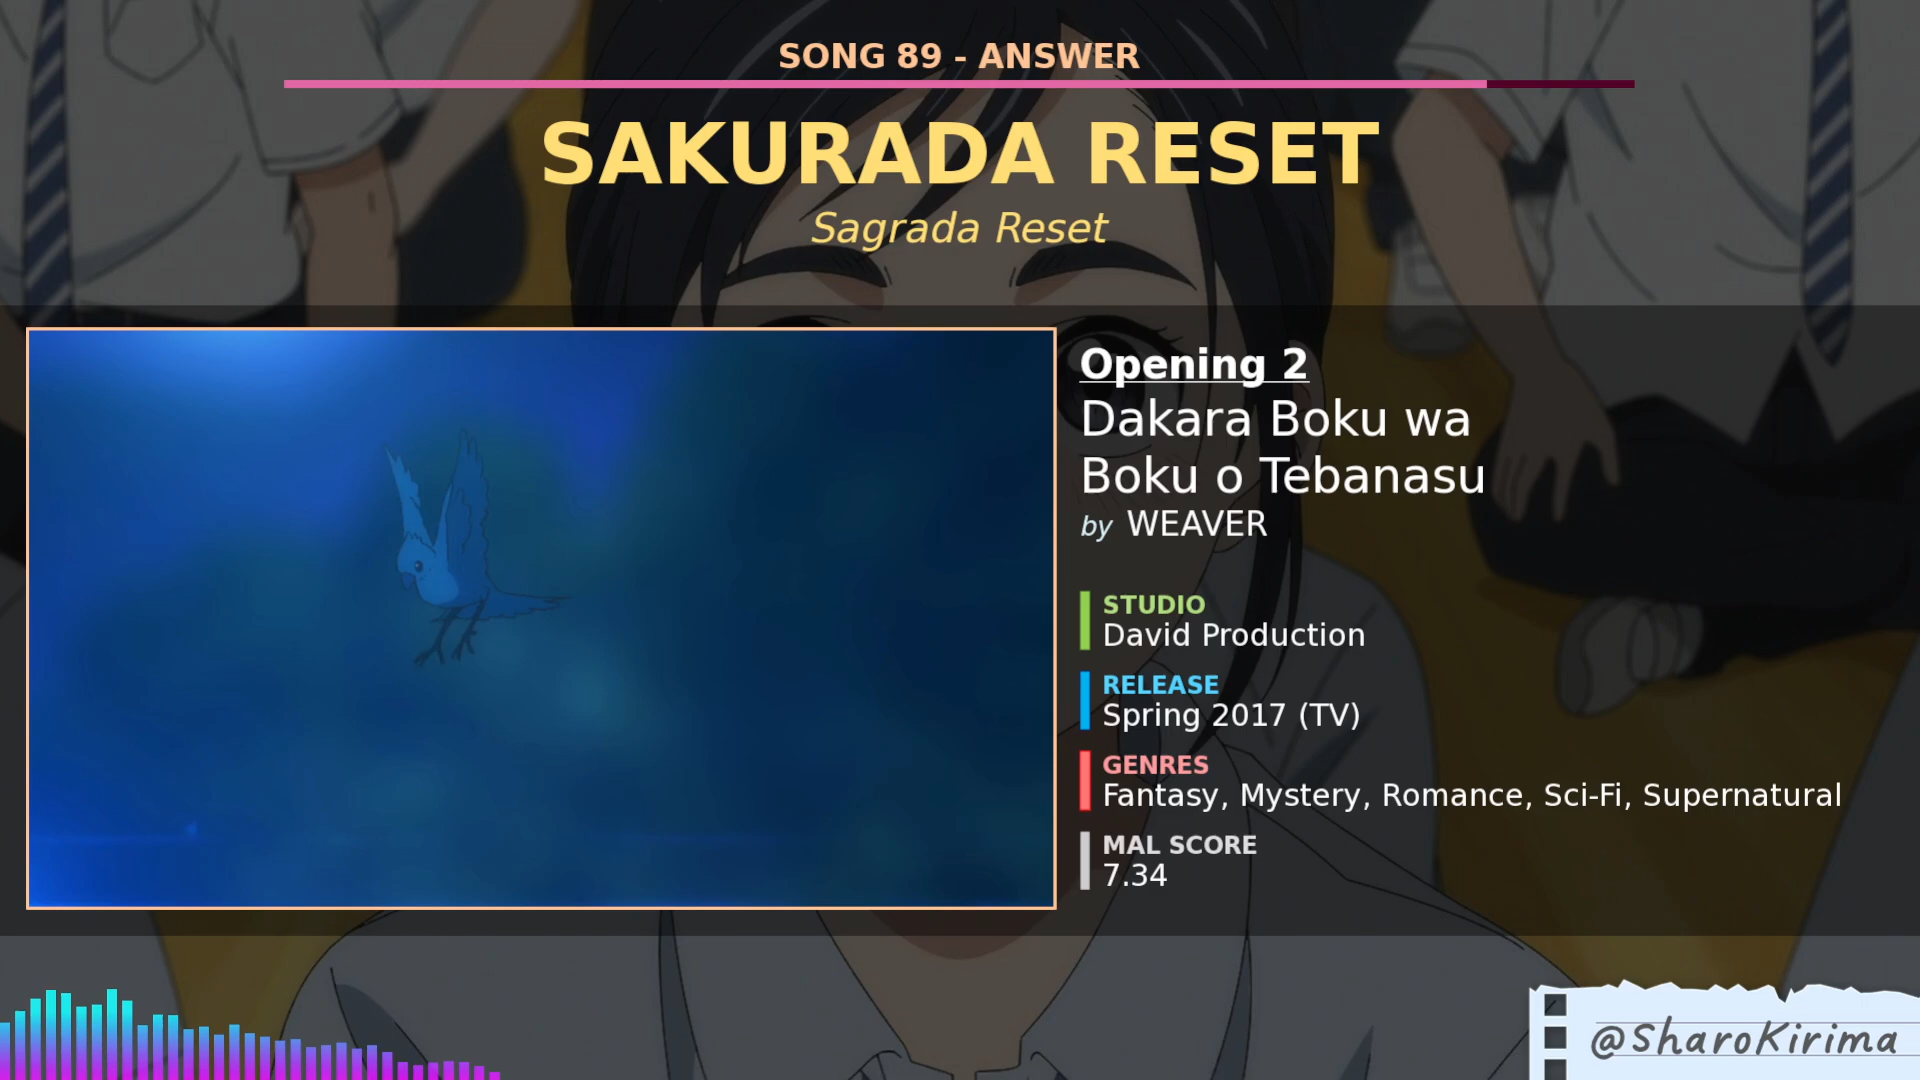 SONG 89 - ANSWER
SAKURADA RESET
Sagrada Reset
Opening 2
Dakara Boku wa
Boku o Tebanasu
by WEAVER
STUDIO
David Production
RELEASE
Spring 2017 (TV)
GENRES
Fantasy, Mystery, Romance, Sci-Fi, Supernatural
MAL SCORE
7.34
@SharoKirima